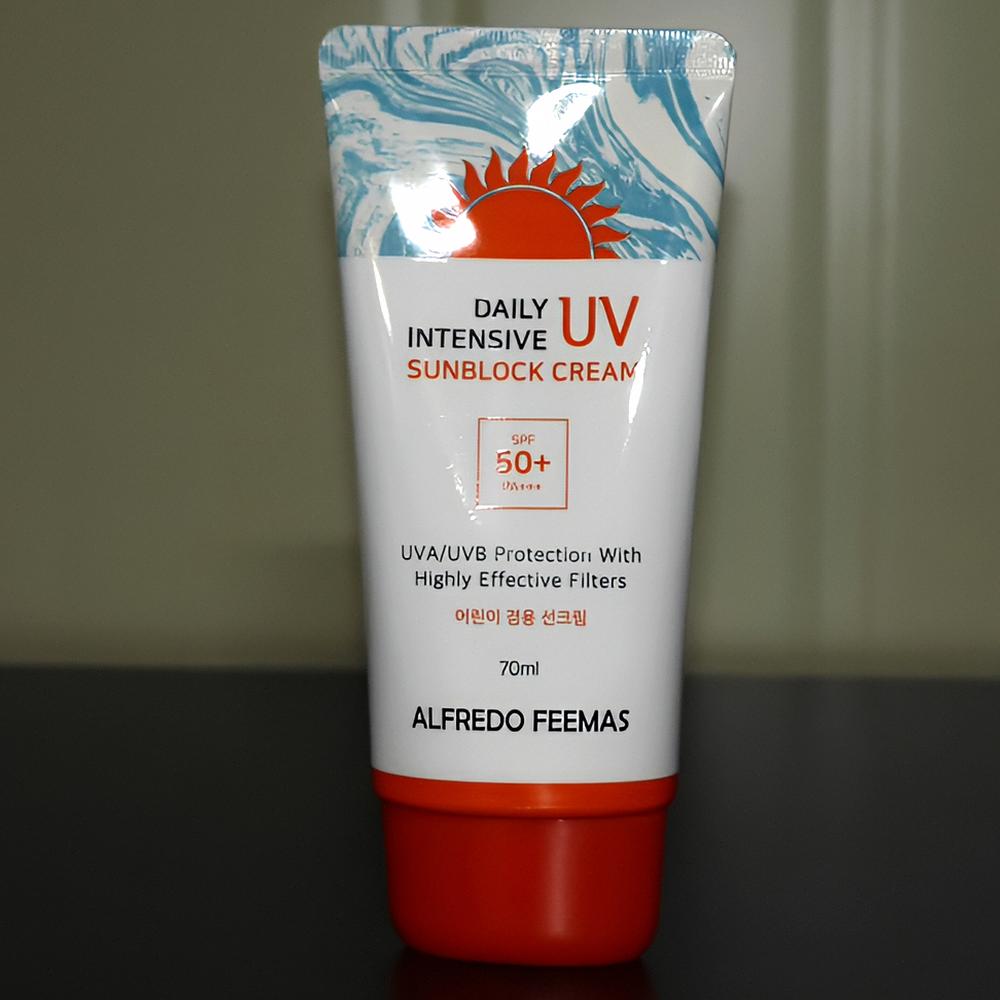 DAILY
INTENSIVE UV
SUNBLOCK CREAM
SPF
50+
PA+++
UVA/UVB Protection With
Highly Effective Filters
어린이 겸용 선크림
70ml
ALFREDO FEEMAS